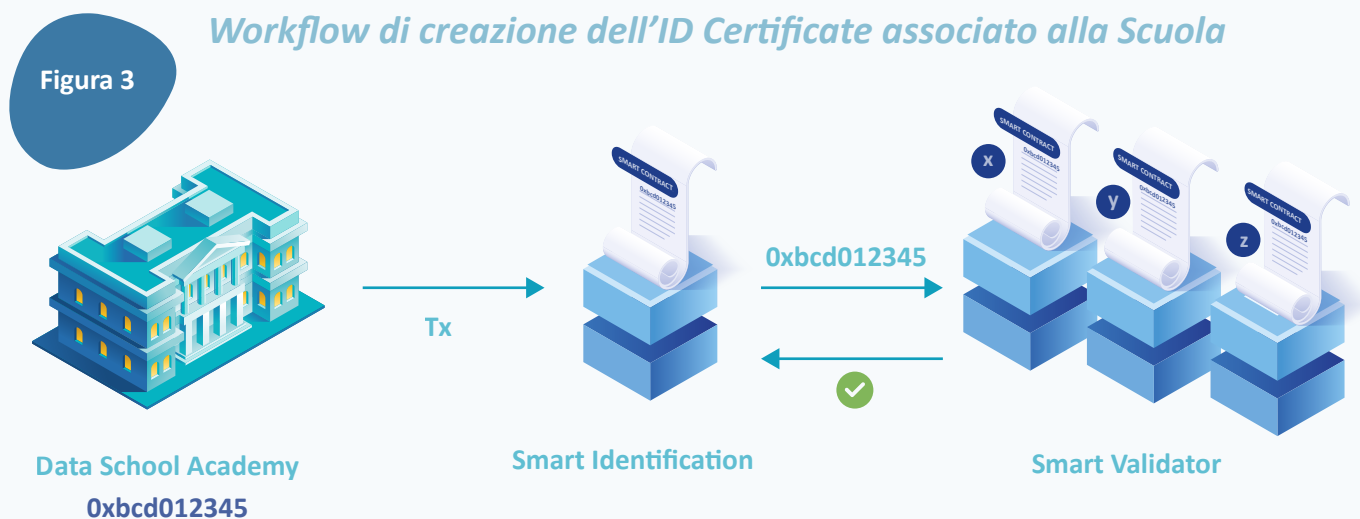 Workflow di creazione dell'ID Certificate associato alla Scuola
Figura 3
SMART CONTRACT
0xbcd012345
x
SMART CONTRACT
0xbcd012345
y
SMART CONTRACT
0xbcd012345
z
SMART CONTRACT
0xbcd012345
0xbcd012345
Tx
Data School Academy
0xbcd012345
Smart Identification
Smart Validator